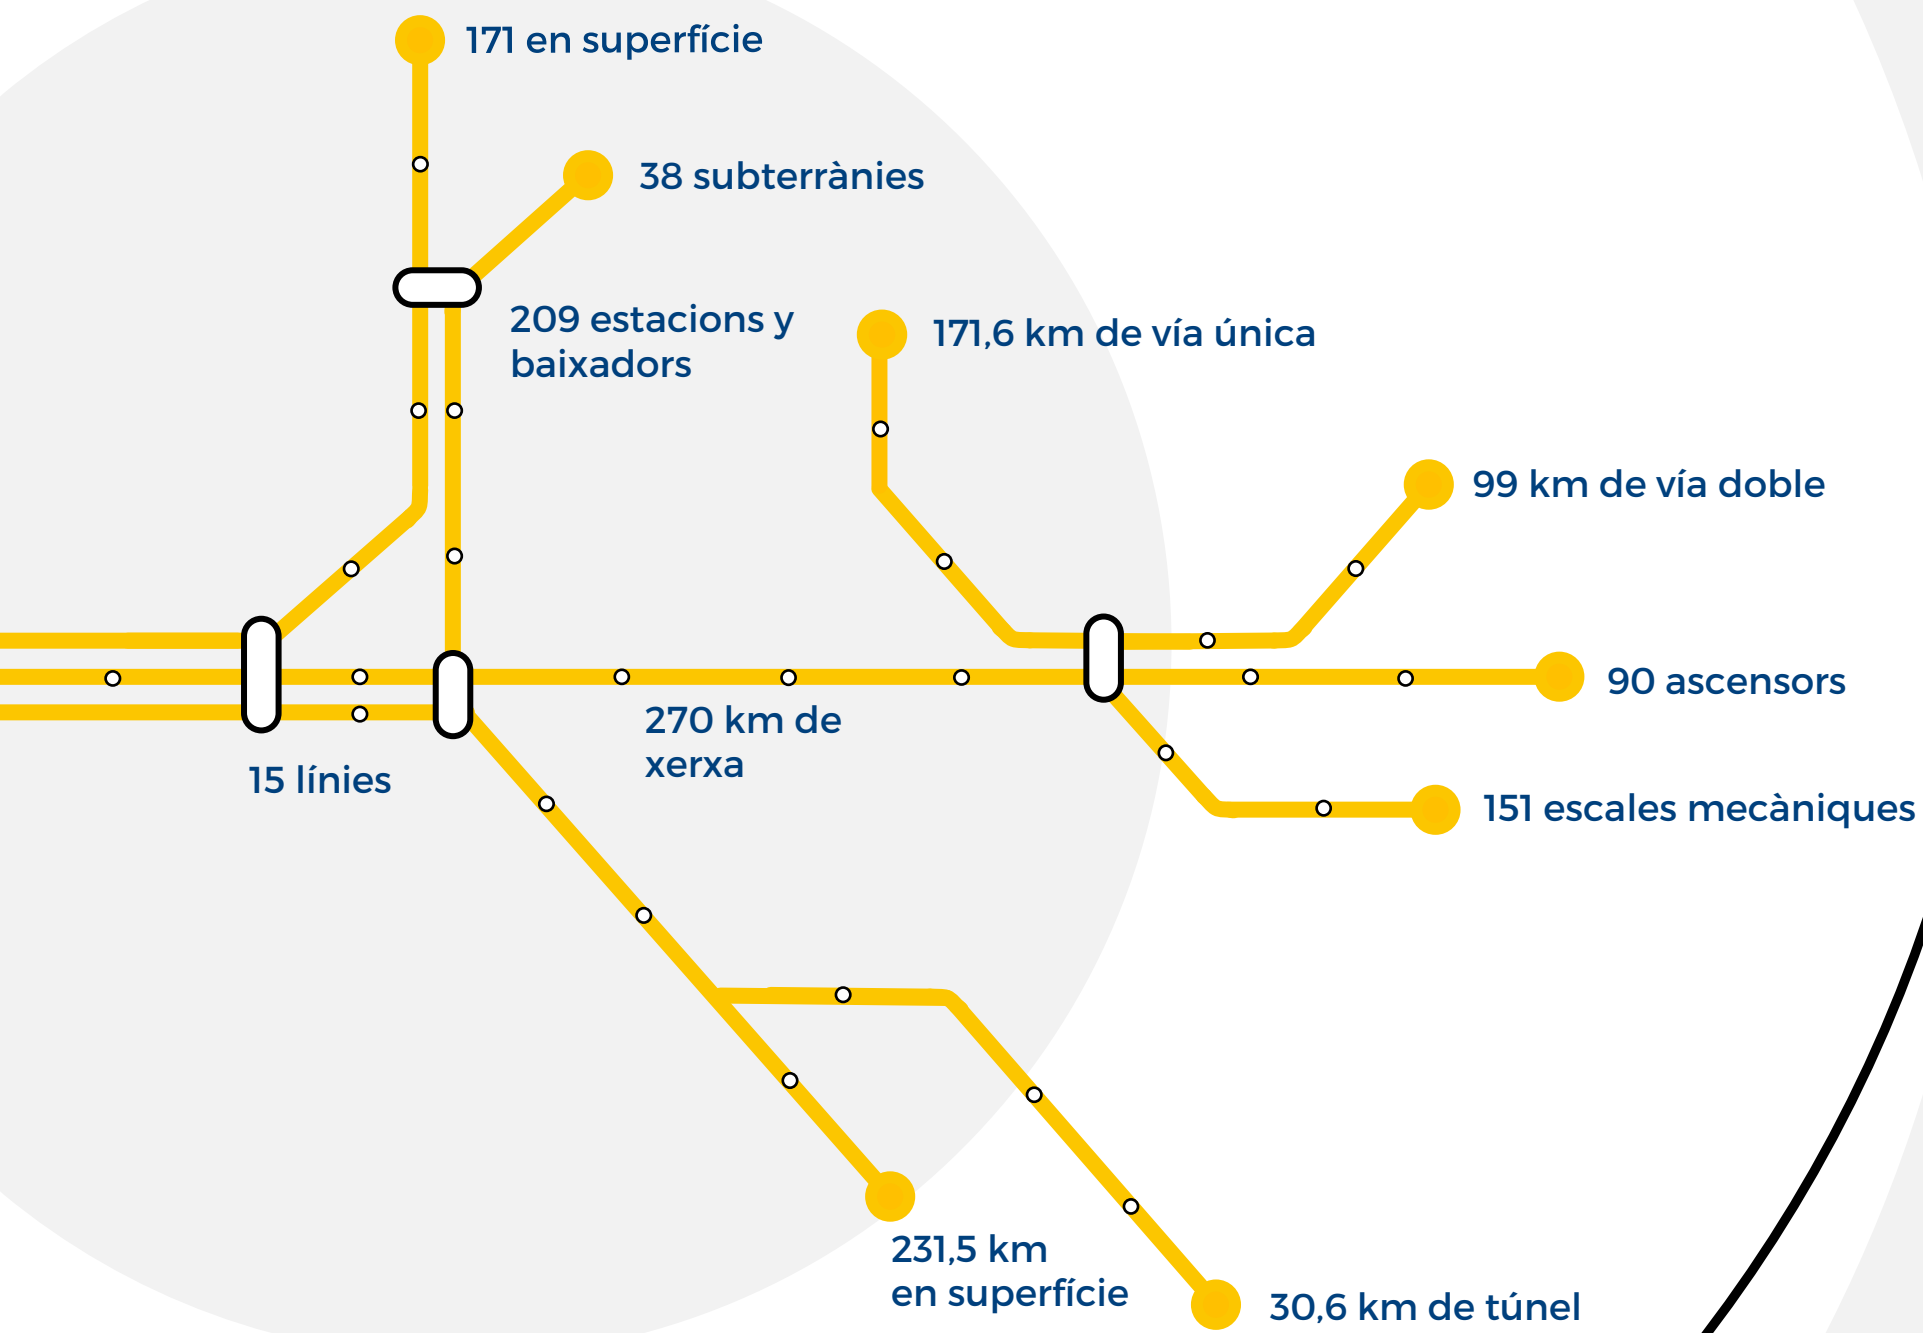 171 en superfície
38 subterrànies
209 estacions y
baixadors
171,6 km de vía única
99 km de vía doble
90 ascensors
270 km de
xerxa
15 línies
151 escales mecàniques
231,5 km
en superfície
30,6 km de túnel